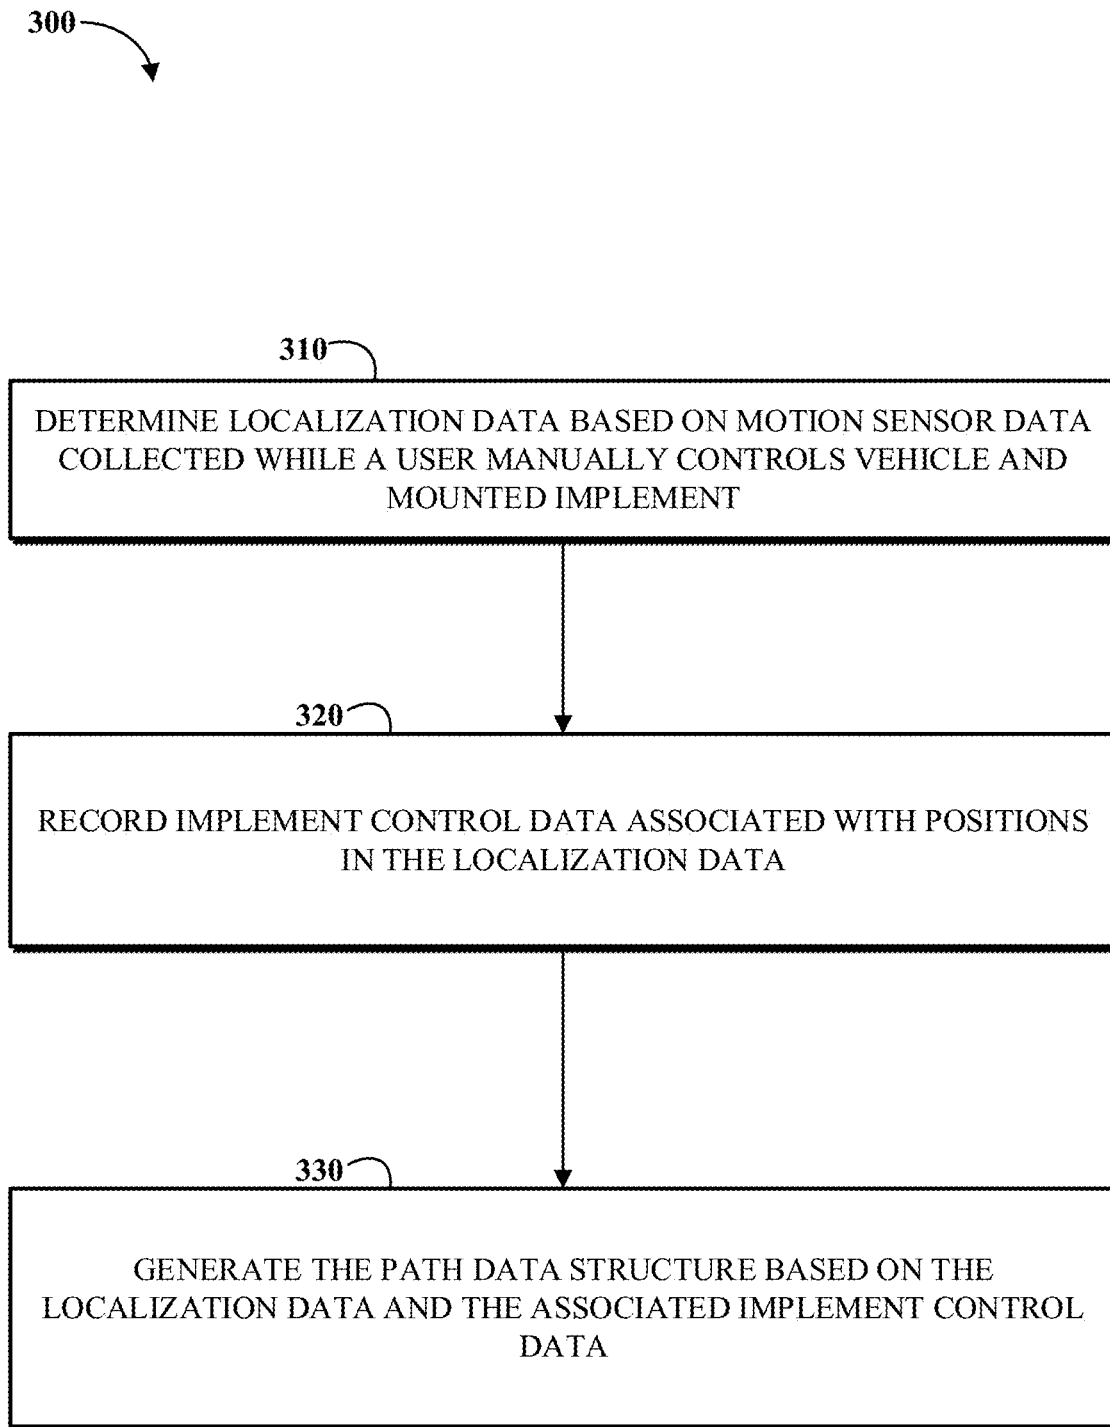 300
310
DETERMINE LOCALIZATION DATA BASED ON MOTION SENSOR DATA
COLLECTED WHILE A USER MANUALLY CONTROLS VEHICLE AND
MOUNTED IMPLEMENT
320
RECORD IMPLEMENT CONTROL DATA ASSOCIATED WITH POSITIONS
IN THE LOCALIZATION DATA
330
GENERATE THE PATH DATA STRUCTURE BASED ON THE
LOCALIZATION DATA AND THE ASSOCIATED IMPLEMENT CONTROL
DATA